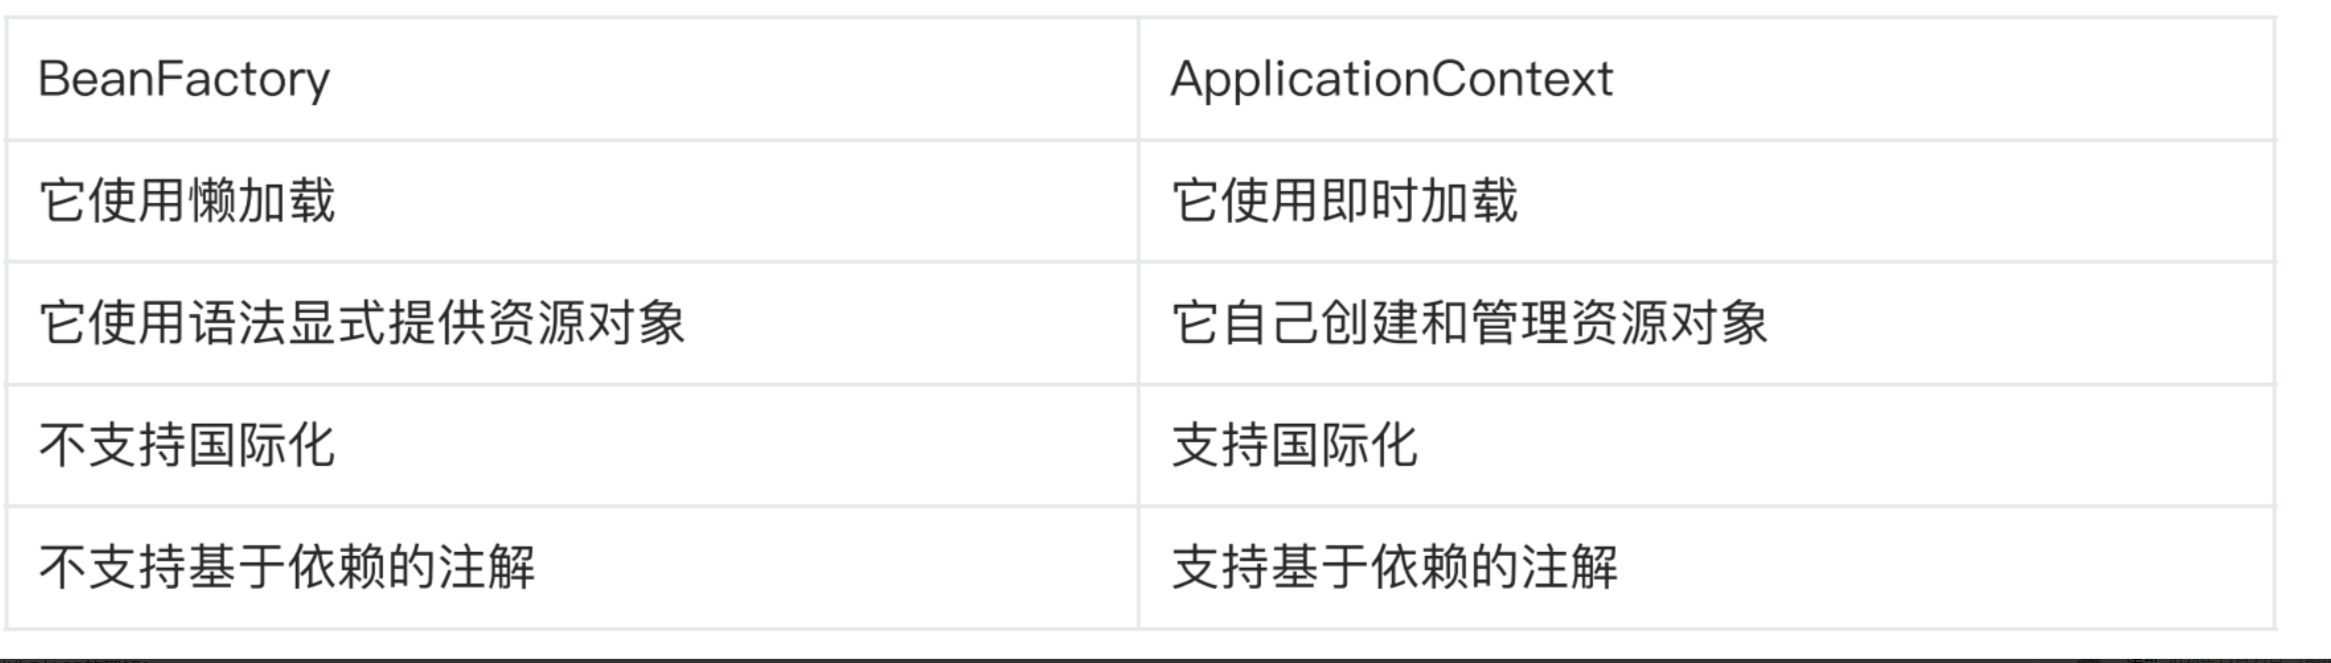 BeanFactory
ApplicationContext
它使用懒加载
它使用即时加载
它使用语法显式提供资源对象
它自己创建和管理资源对象
不支持国际化
支持国际化
不支持基于依赖的注解
支持基于依赖的注解